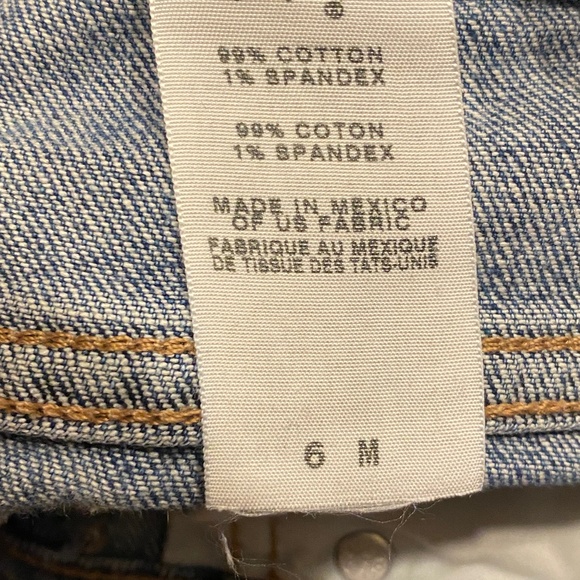 ®
99% COTTON
1% SPANDEX
99% COTON
1% SPANDEX
MADE IN MEXICO
OF US FABRIC
FABRIQUE AU MEXIQUE
DE TISSUE DES TATS-UNIS
6 M